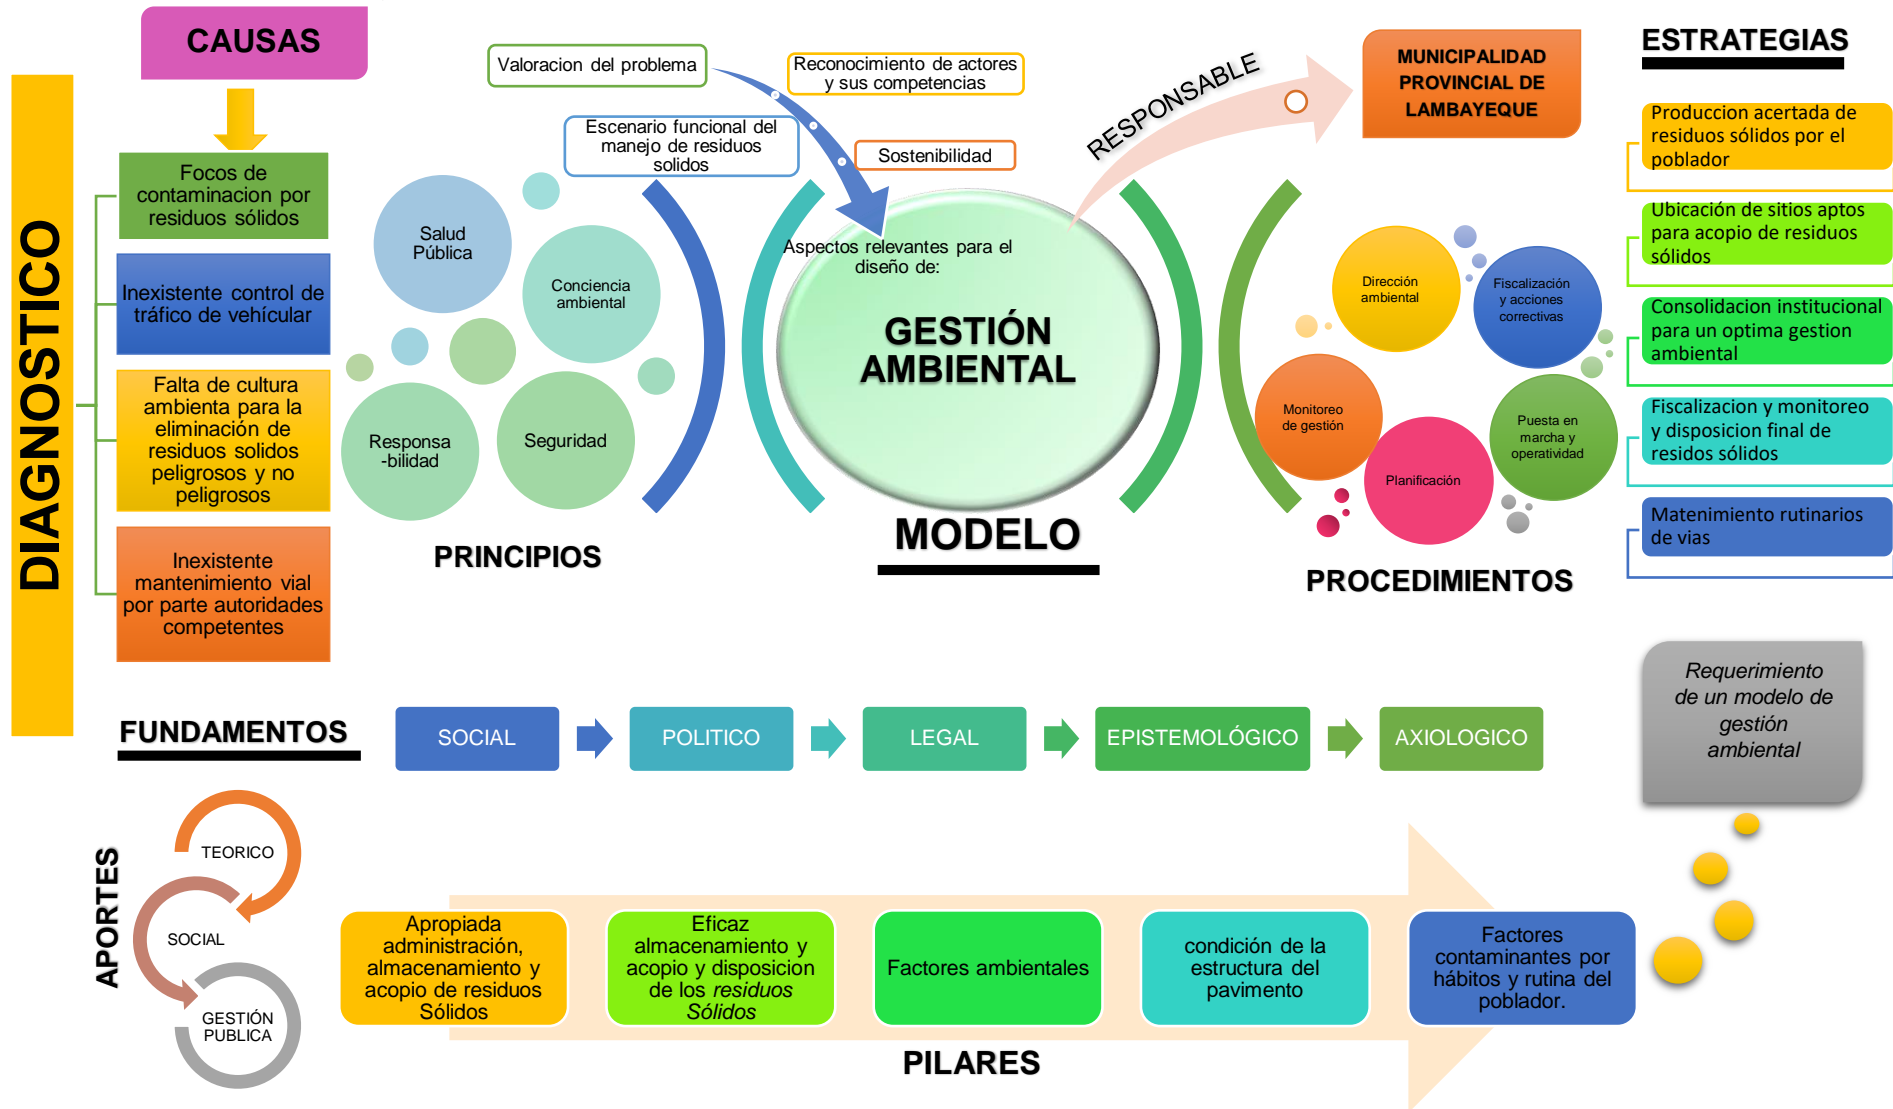 DIAGNOSTICO
CAUSAS
Focos de
contaminacion por
residuos sólidos
Inexistente control de
tráfico de vehícular
Falta de cultura
ambienta para la
eliminación de
residuos solidos
peligrosos y no
peligrosos
Inexistente
mantenimiento vial
por parte autoridades
competentes
Valoracion del problema
Reconocimiento de actores
y sus competencias
Escenario funcional del
manejo de residuos
solidos
Sostenibilidad
Salud
Pública
Conciencia
ambiental
Responsa
-bilidad
Seguridad
PRINCIPIOS
Aspectos relevantes para el
diseño de:
GESTIÓN
AMBIENTAL
MODELO
RESPONSABLE
MUNICIPALIDAD
PROVINCIAL DE
LAMBAYEQUE
Dirección
ambiental
Fiscalización
y acciones
correctivas
Monitoreo
de gestión
Puesta en
marcha y
operatividad
Planificación
PROCEDIMIENTOS
ESTRATEGIAS
Produccion acertada de
residuos sólidos por el
poblador
Ubicación de sitios aptos
para acopio de residuos
sólidos
Consolidacion institucional
para un optima gestion
ambiental
Fiscalizacion y monitoreo
y disposicion final de
residos sólidos
Matenimiento rutinarios
de vias
Requerimiento
de un modelo de
gestión
ambiental
FUNDAMENTOS
SOCIAL
POLITICO
LEGAL
EPISTEMOLÓGICO
AXIOLOGICO
APORTES
TEORICO
SOCIAL
GESTIÓN
PUBLICA
Apropiada
administración,
almacenamiento y
acopio de residuos
Sólidos
Eficaz
almacenamiento y
acopio y disposicion
de los residuos
Sólidos
Factores ambientales
condición de la
estructura del
pavimento
Factores
contaminantes por
hábitos y rutina del
poblador.
PILARES